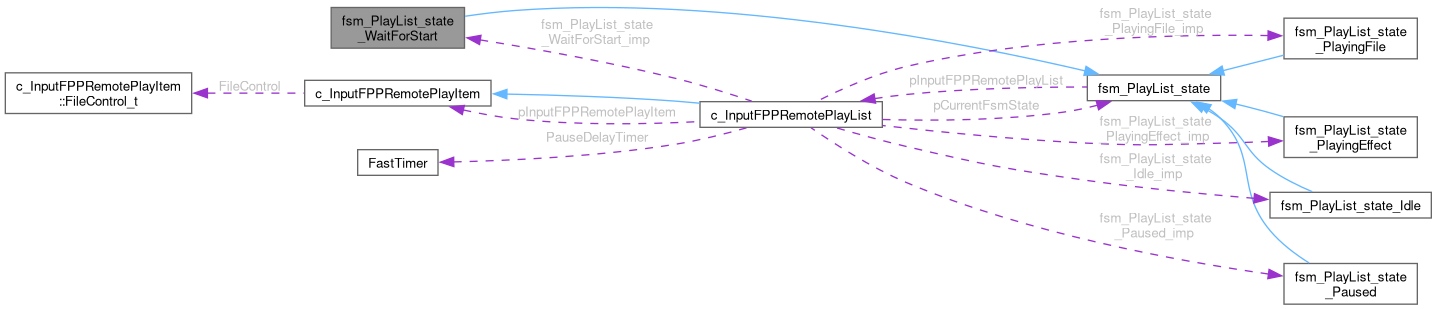 fsm_PlayList_state
_WaitForStart
fsm_PlayList_state
_WaitForStart_imp
fsm_PlayList_state
_PlayingFile_imp
fsm_PlayList_state
_PlayingFile
c_InputFPPRemotePlayItem
::FileControl_t
FileControl
c_InputFPPRemotePlayItem
pInputFPPRemotePlayList
fsm_PlayList_state
pInputFPPRemotePlayItem
c_InputFPPRemotePlayList
pCurrentFsmState
PauseDelayTimer
FastTimer
fsm_PlayList_state
_PlayingEffect_imp
fsm_PlayList_state
_PlayingEffect
fsm_PlayList_state
_Idle_imp
fsm_PlayList_state_Idle
fsm_PlayList_state
_Paused_imp
fsm_PlayList_state
_Paused